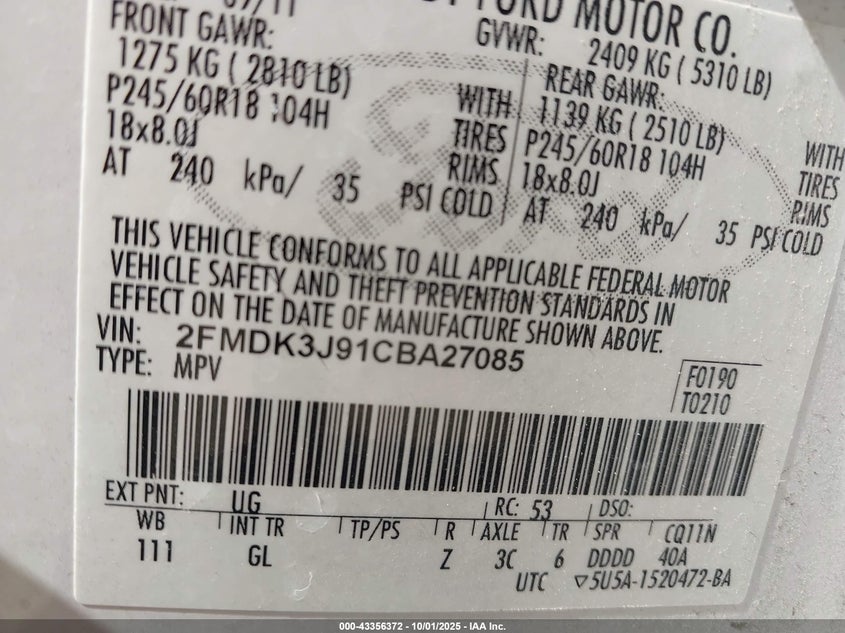 09/11
FORD MOTOR CO.
FRONT GAWR:
GVWR: 2409 KG ( 5310 LB)
1275 KG ( 2810 LB)
REAR GAWR:
1139 KG ( 2510 LB)
P245/60R18 104H WITH TIRES
P245/60R18 104H WITH TIRES
18x8.0J RIMS
18x8.0J RIMS
AT 240 kPa/ 35 PSI COLD
AT 240 kPa/ 35 PSI COLD
THIS VEHICLE CONFORMS TO ALL APPLICABLE FEDERAL MOTOR
VEHICLE SAFETY AND THEFT PREVENTION STANDARDS IN
EFFECT ON THE DATE OF MANUFACTURE SHOWN ABOVE.
VIN: 2FMDK3J91CBA27085
TYPE: MPV
F0190
T0210
EXT PNT: UG RC: 53 DSO:
WB INT TR TP/PS R AXLE TR SPR CQ11N
111 GL Z 3C 6 DDDD 40A
UTC ▽5U5A-1520472-BA
000-43356372 - 10/01/2025 - IAA Inc.